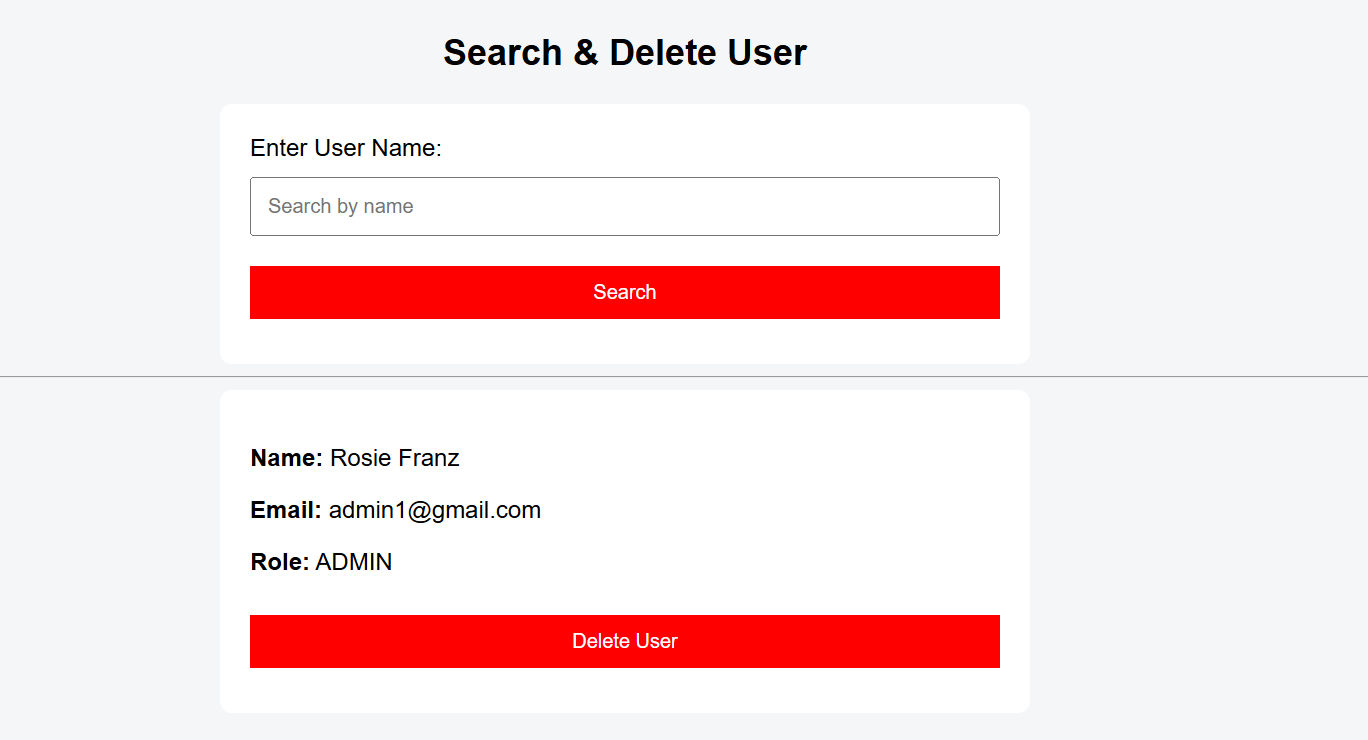 Search & Delete User
Enter User Name:
Search by name
Search
Name: Rosie Franz
Email: admin1@gmail.com
Role: ADMIN
Delete User